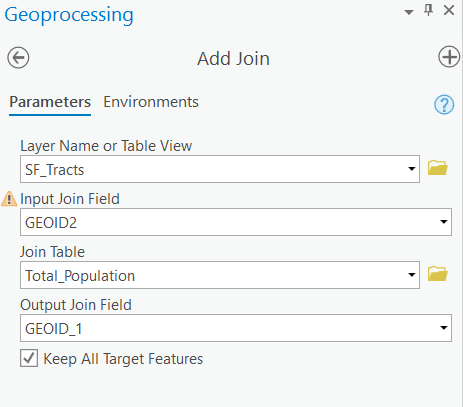 Geoprocessing
Add Join
Parameters Environments
Layer Name or Table View
SF_Tracts
Input Join Field
GEOID2
Join Table
Total_Population
Output Join Field
GEOID_1
Keep All Target Features